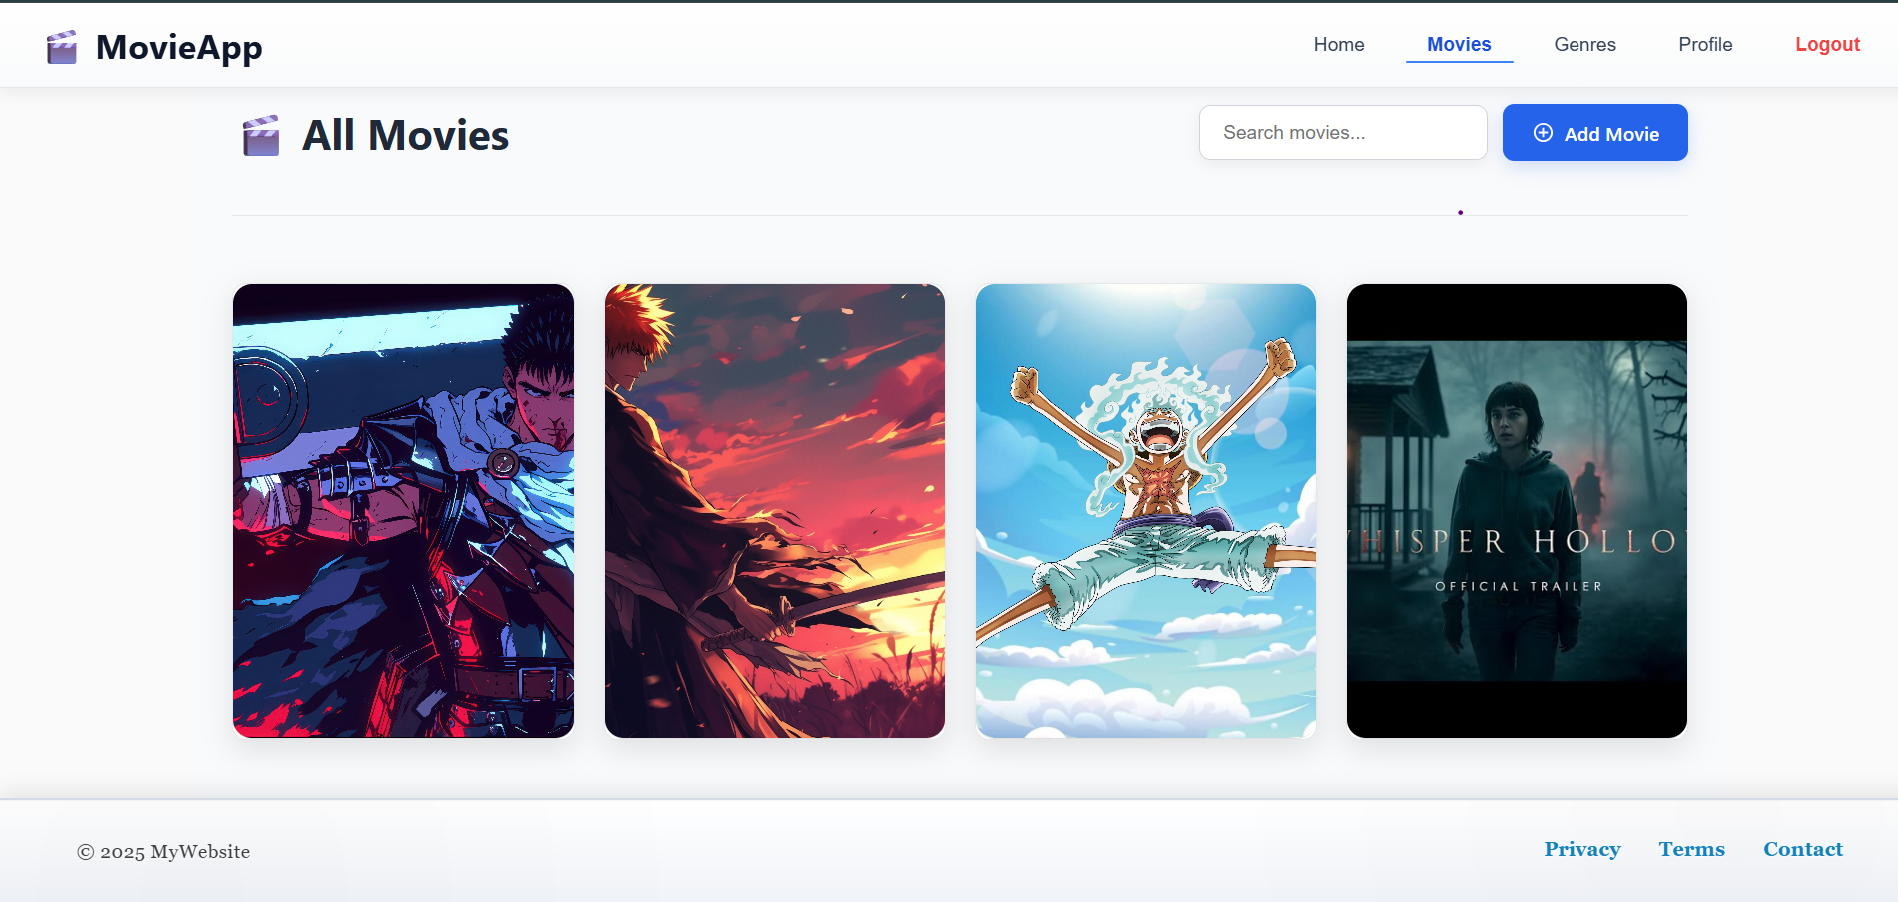 MovieApp
Home
Movies
Genres
Profile
Logout
All Movies
Search movies...
Add Movie
HISPER HOLLO
OFFICIAL TRAILER
© 2025 MyWebsite
Privacy
Terms
Contact